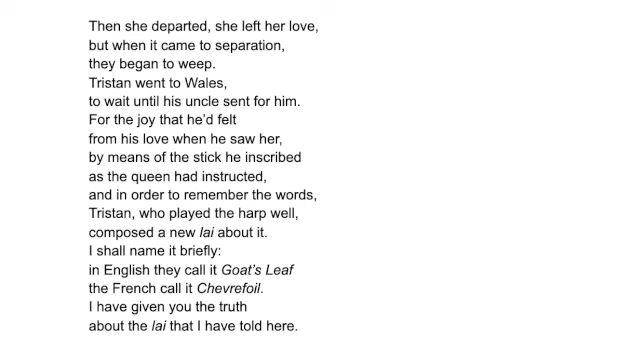 Then she departed, she left her love,
but when it came to separation,
they began to weep.
Tristan went to Wales,
to wait until his uncle sent for him.
For the joy that he’d felt
from his love when he saw her,
by means of the stick he inscribed
as the queen had instructed,
and in order to remember the words,
Tristan, who played the harp well,
composed a new lai about it.
I shall name it briefly:
in English they call it Goat’s Leaf
the French call it Chevrefoil.
I have given you the truth
about the lai that I have told here.